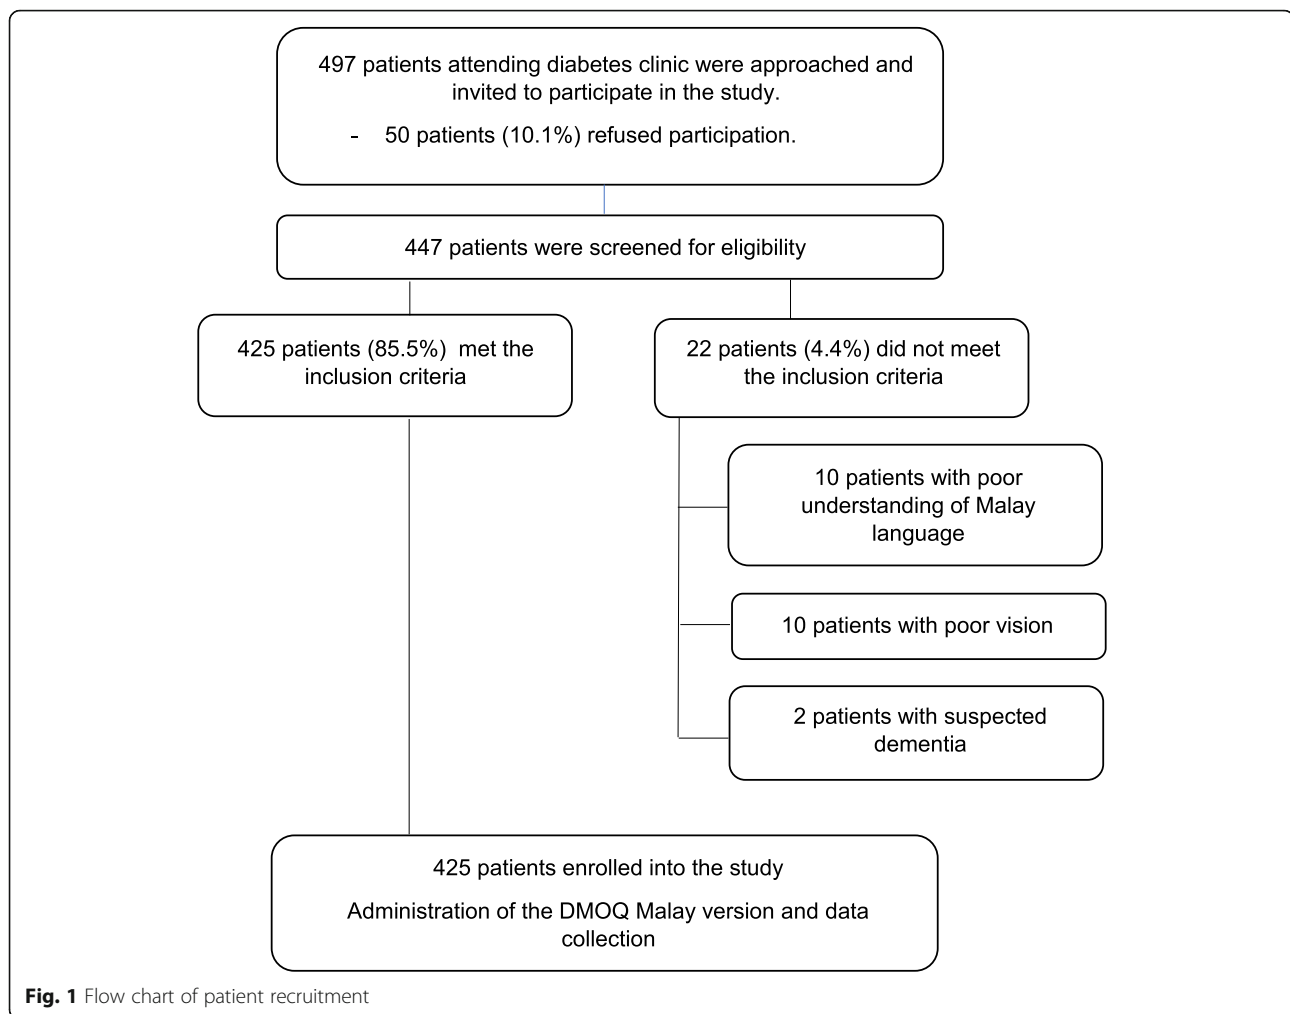 497 patients attending diabetes clinic were approached and
invited to participate in the study.
- 50 patients (10.1%) refused participation.
447 patients were screened for eligibility
425 patients (85.5%) met the
inclusion criteria
22 patients (4.4%) did not meet
the inclusion criteria
10 patients with poor
understanding of Malay
language
10 patients with poor vision
2 patients with suspected
dementia
425 patients enrolled into the study
Administration of the DMOQ Malay version and data
collection
Fig. 1 Flow chart of patient recruitment